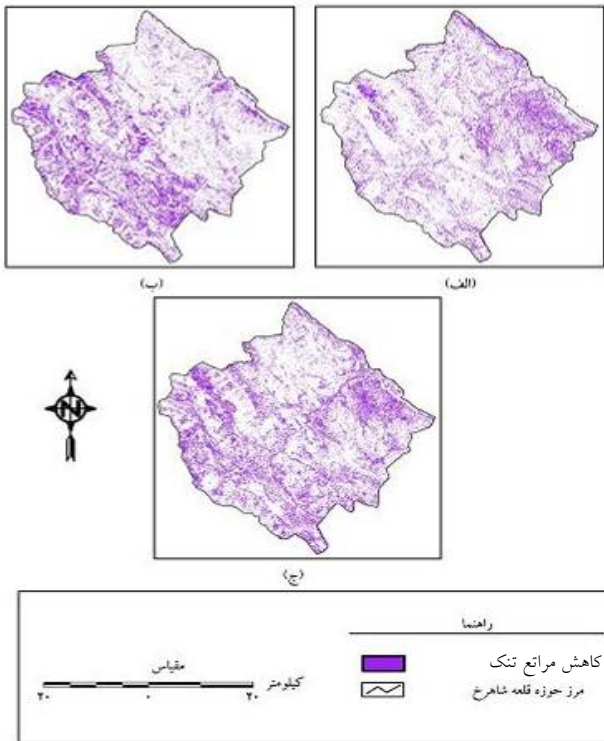 (الف)
(ب)
(ج)
N
راهنما
کاهش مراتع تنک
مرز حوزه قلعه شاهرخ
مقیاس
کیلومتر
۲۰ ۰ ۲۰